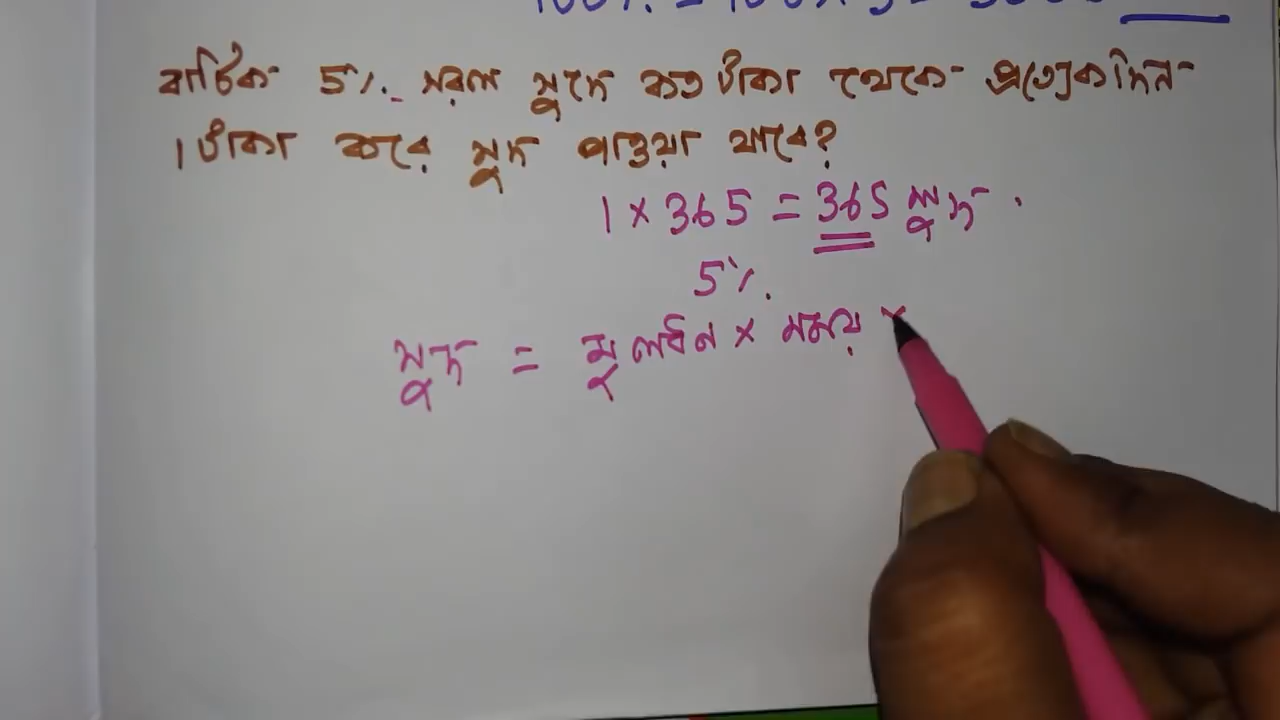 বার্ষিক 5%. সরল সুদে কত টাকা থেকে প্রত্যেকদিন
1 টাকা করে সুদ পাওয়া যাবে?
1 × 365 = 365 সুদ .
5%.
সুদ = মূলধন × সময় ×